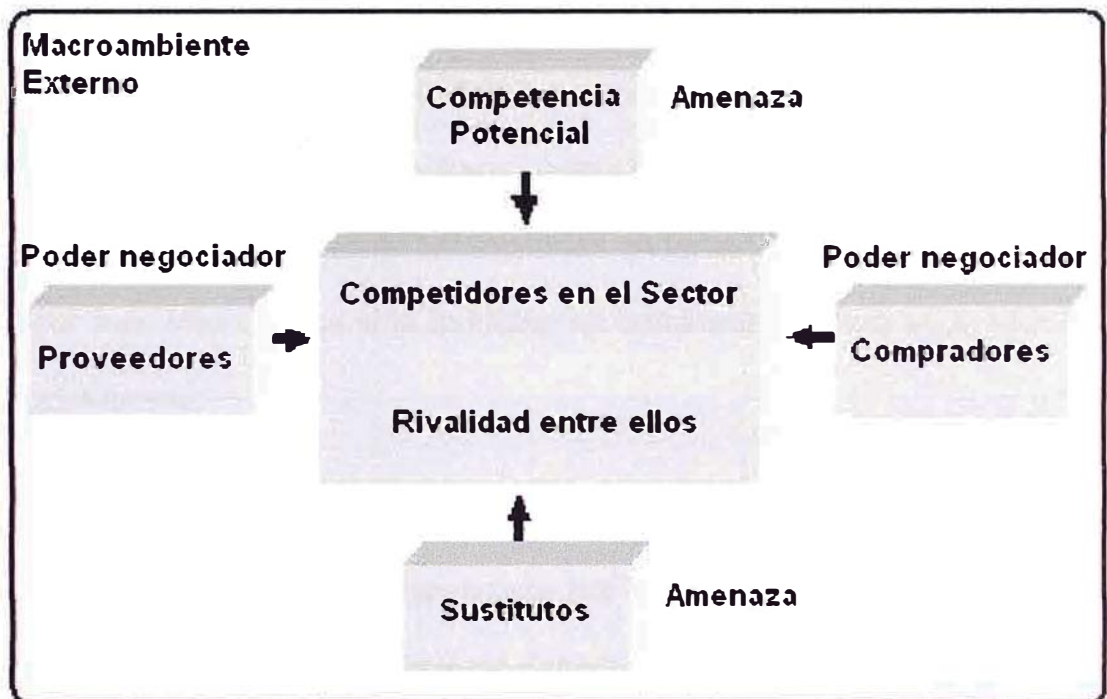 Macroambiente
Externo
Competencia
Potencial
Amenaza
Poder negociador
Proveedores
Competidores en el Sector
Rivalidad entre ellos
Poder negociador
Compradores
Sustitutos
Amenaza